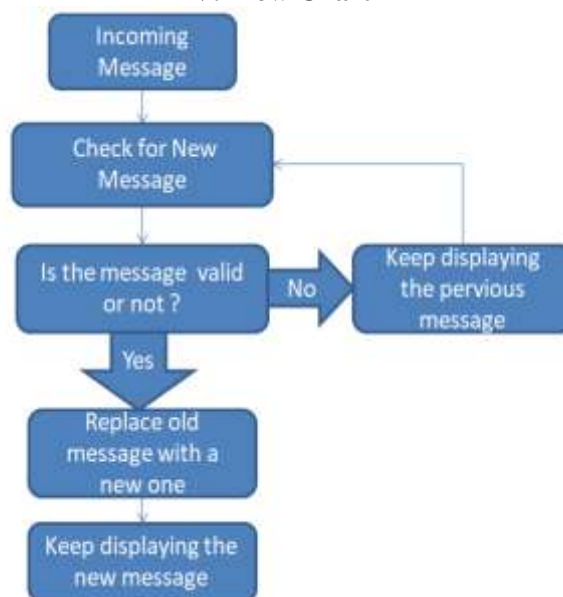 Incoming
Message
Check for New
Message
Is the message valid
or not ?
No
Keep displaying
the pervious
message
Yes
Replace old
message with a
new one
Keep displaying the
new message